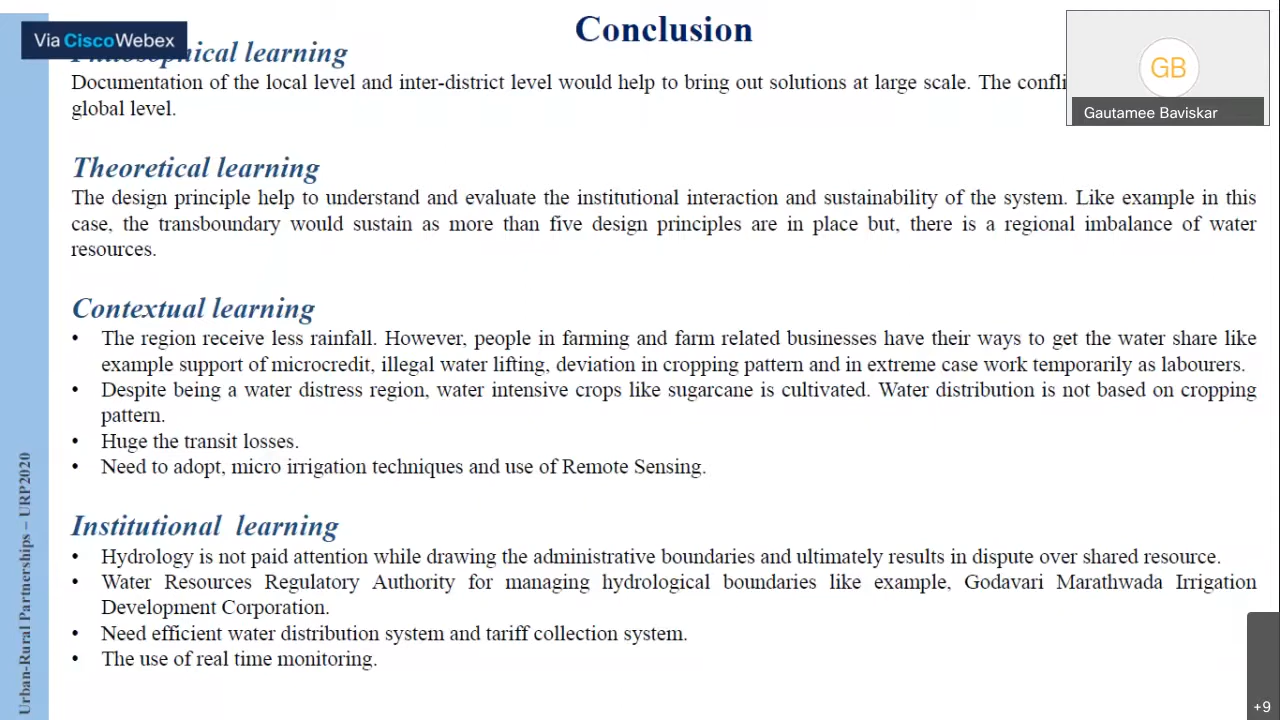 Via CiscoWebex
Conclusion
learning
GB
Gautamee Baviskar
Documentation of the local level and inter-district level would help to bring out solutions at large scale. The
global level.
Theoretical learning
The design principle help to understand and evaluate the institutional interaction and sustainability of the system. Like example in this
case, the transboundary would sustain as more than five design principles are in place but, there is a regional imbalance of water
resources.
Contextual learning
• The region receive less rainfall. However, people in farming and farm related businesses have their ways to get the water share like
example support of microcredit, illegal water lifting, deviation in cropping pattern and in extreme case work temporarily as labourers.
• Despite being a water distress region, water intensive crops like sugarcane is cultivated. Water distribution is not based on cropping
pattern.
• Huge the transit losses.
• Need to adopt, micro irrigation techniques and use of Remote Sensing.
Institutional learning
• Hydrology is not paid attention while drawing the administrative boundaries and ultimately results in dispute over shared resource.
• Water Resources Regulatory Authority for managing hydrological boundaries like example, Godavari Marathwada Irrigation
Development Corporation.
• Need efficient water distribution system and tariff collection system.
• The use of real time monitoring.
Urban-Rural Partnerships – URP2020
+9